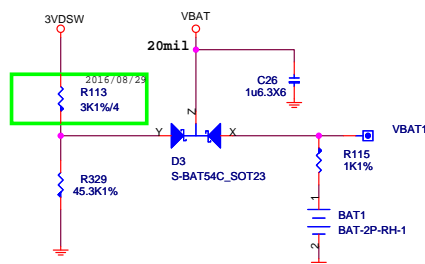 3VDSW
VBAT
20mil
2016/08/29
R113
3K1%/4
C26
1u6.3X6
Z
Y
X
VBAT1
D3
S-BAT54C_SOT23
R115
1K1%
R329
45.3K1%
1
BAT1
BAT-2P-RH-1
2